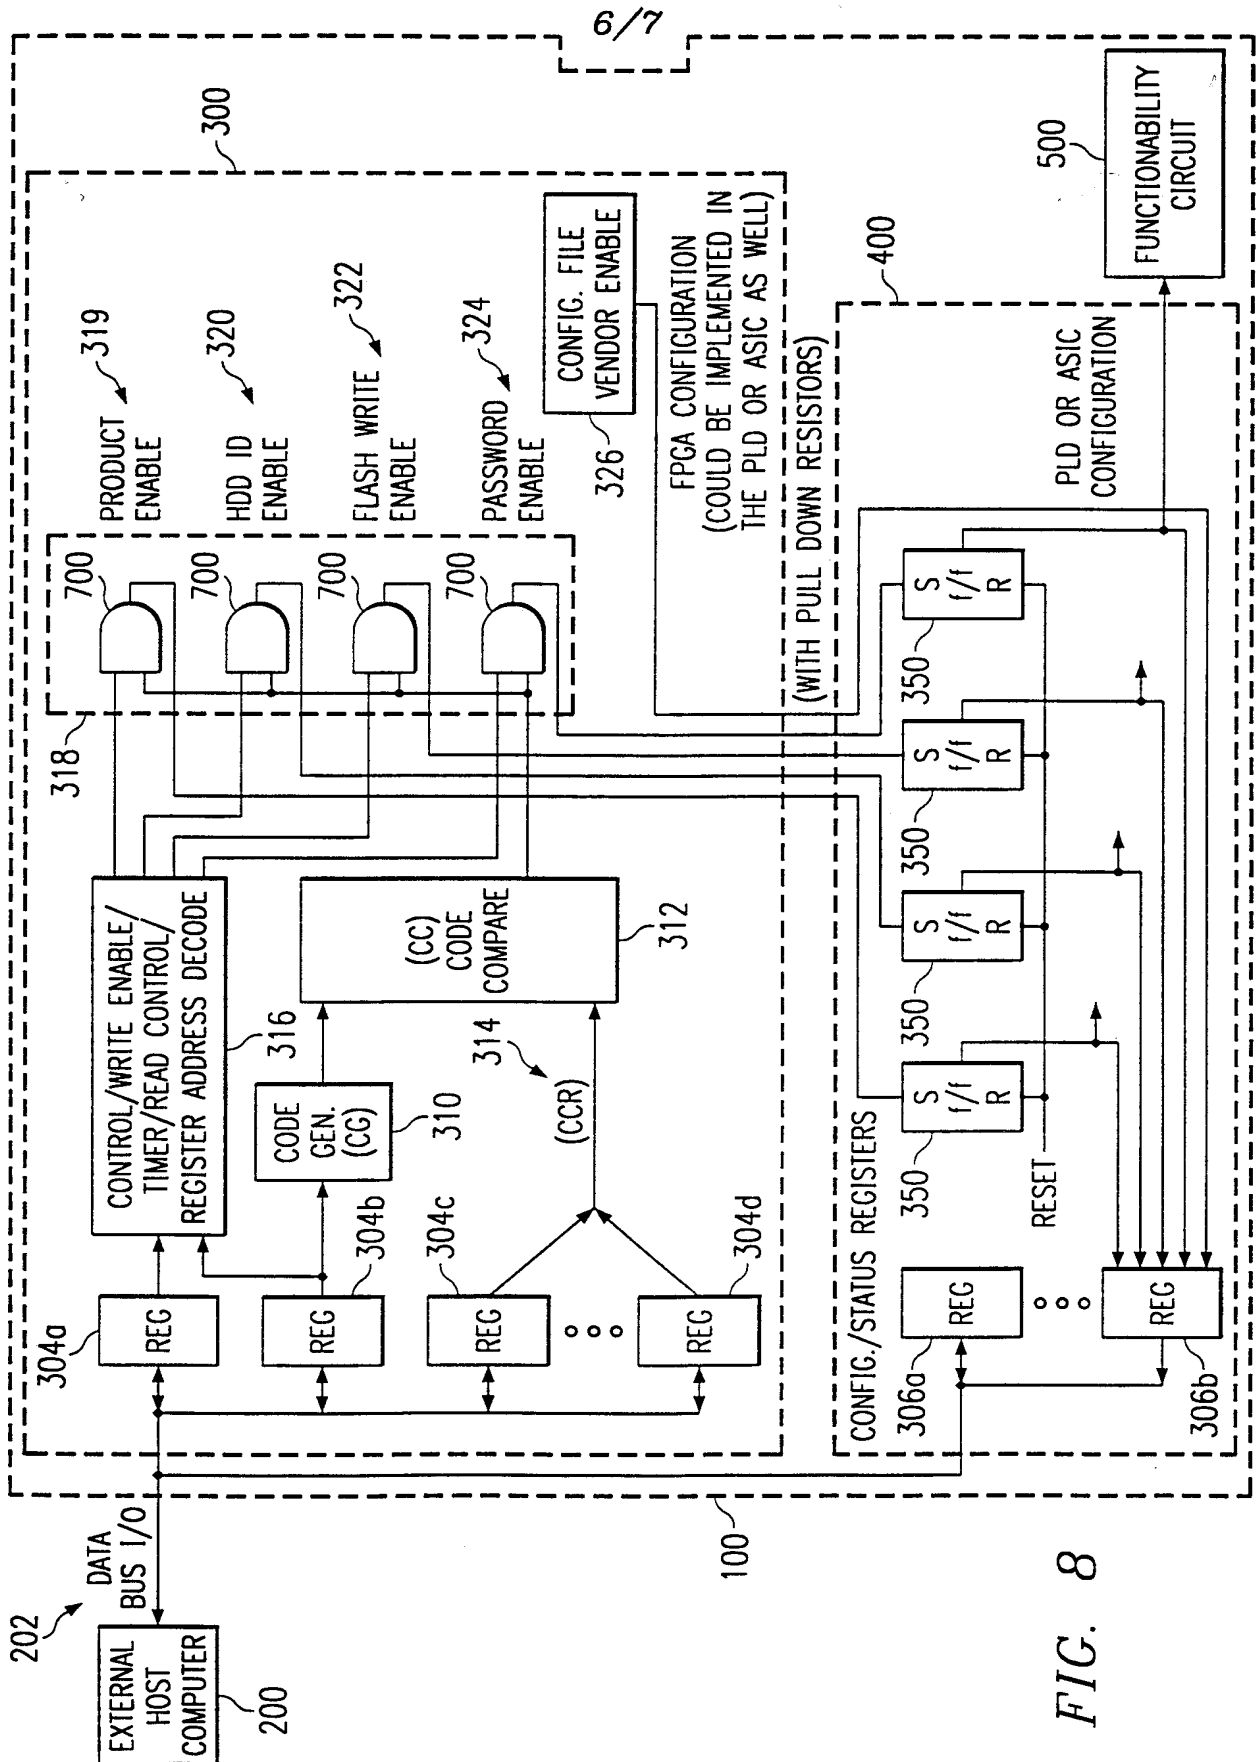 6/7
202
DATA
BUS I/O
EXTERNAL
HOST
COMPUTER
200
100
300
304a
REG
REG
304b
304c
REG
REG
304d
CONTROL/WRITE ENABLE/
TIMER/READ CONTROL/
REGISTER ADDRESS DECODE
316
CODE
GEN.
(CG)
310
(CCR)
314
(CC)
CODE
COMPARE
312
318
700
700
700
700
PRODUCT
ENABLE
319
HDD ID
ENABLE
320
FLASH WRITE
ENABLE
322
PASSWORD
ENABLE
324
CONFIG. FILE
VENDOR ENABLE
326
FPGA CONFIGURATION
(COULD BE IMPLEMENTED IN
THE PLD OR ASIC AS WELL)
(WITH PULL DOWN RESISTORS)
400
CONFIG./STATUS REGISTERS
306a
REG
REG
306b
S
f/f
R
350
S
f/f
R
350
S
f/f
R
350
S
f/f
R
350
RESET
PLD OR ASIC
CONFIGURATION
500
FUNCTIONABILITY
CIRCUIT
FIG. 8